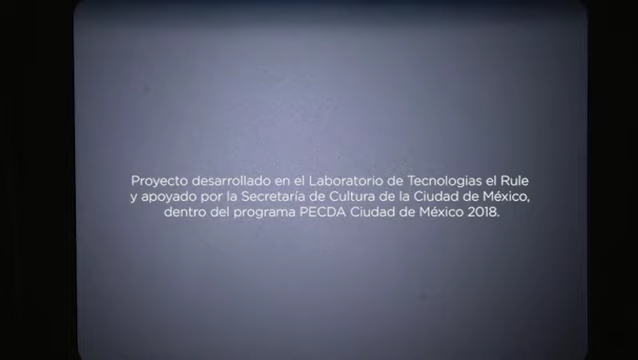 Proyecto desarrollado en el Laboratorio de Tecnologias el Rule
y apoyado por la Secretaría de Cultura de la Ciudad de México,
dentro del programa PECDA Ciudad de México 2018.